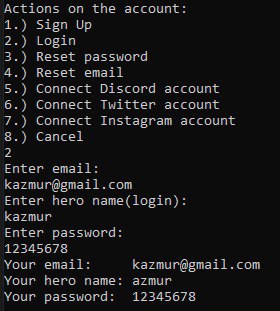 Actions on the account:
1.) Sign Up
2.) Login
3.) Reset password
4.) Reset email
5.) Connect Discord account
6.) Connect Twitter account
7.) Connect Instagram account
8.) Cancel
2
Enter email:
kazmur@gmail.com
Enter hero name(login):
kazmur
Enter password:
12345678
Your email:     kazmur@gmail.com
Your hero name: azmur
Your password:  12345678